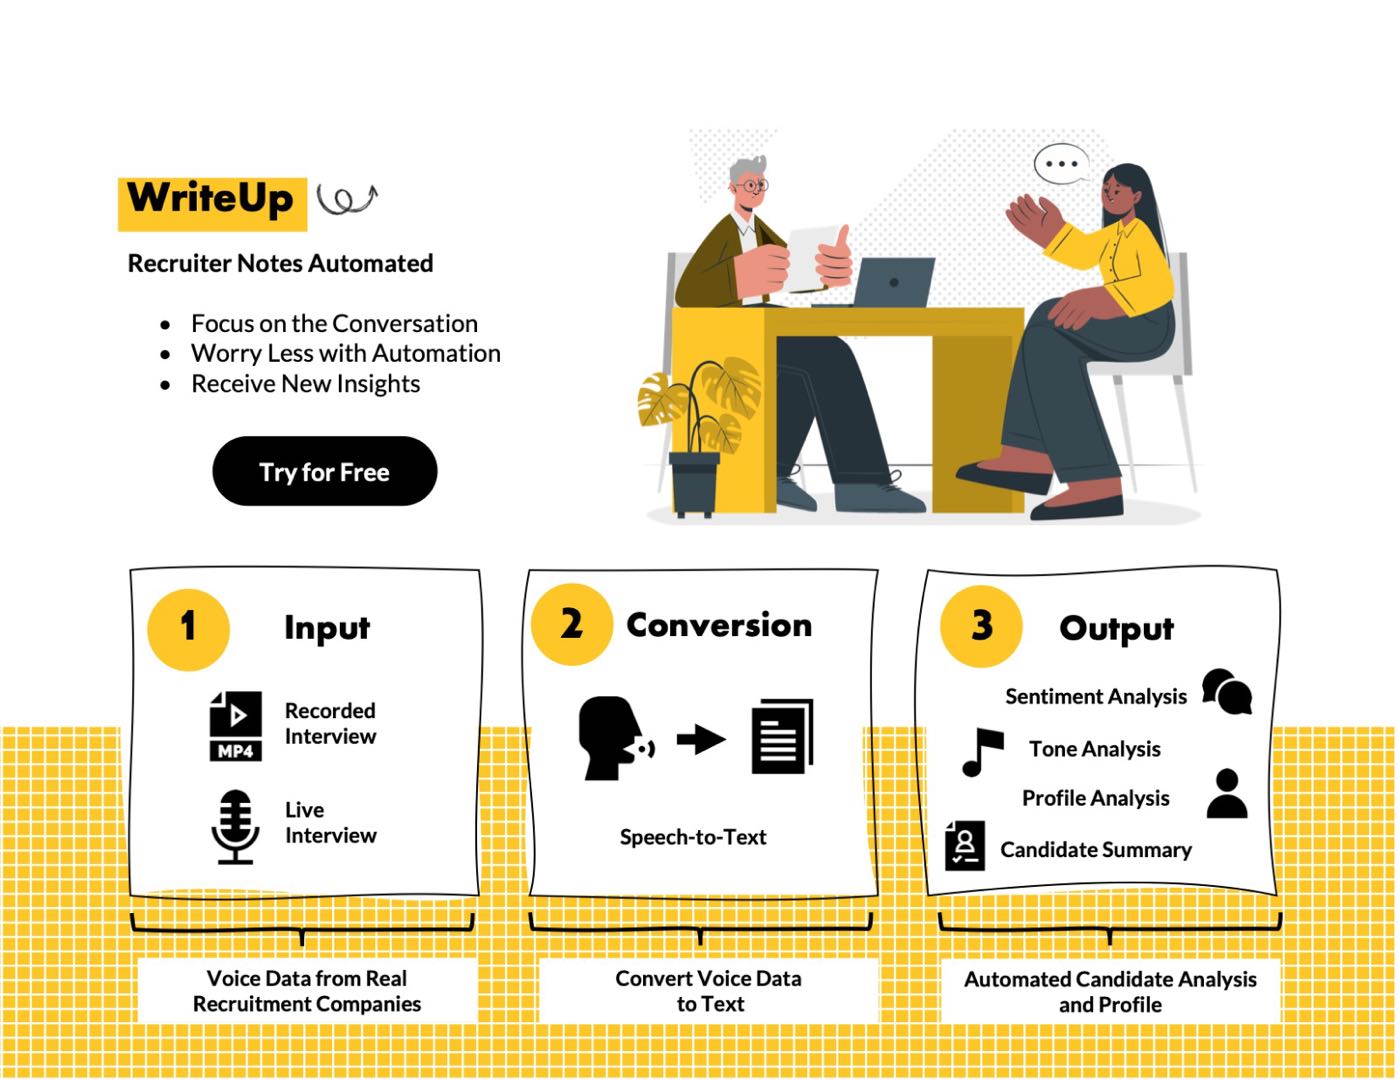 WriteUp
Recruiter Notes Automated
• Focus on the Conversation
• Worry Less with Automation
• Receive New Insights
Try for Free
1
Input
MP4
Recorded
Interview
Live
Interview
Voice Data from Real
Recruitment Companies
2
Conversion
Speech-to-Text
Convert Voice Data
to Text
3
Output
Sentiment Analysis
Tone Analysis
Profile Analysis
Candidate Summary
Automated Candidate Analysis
and Profile